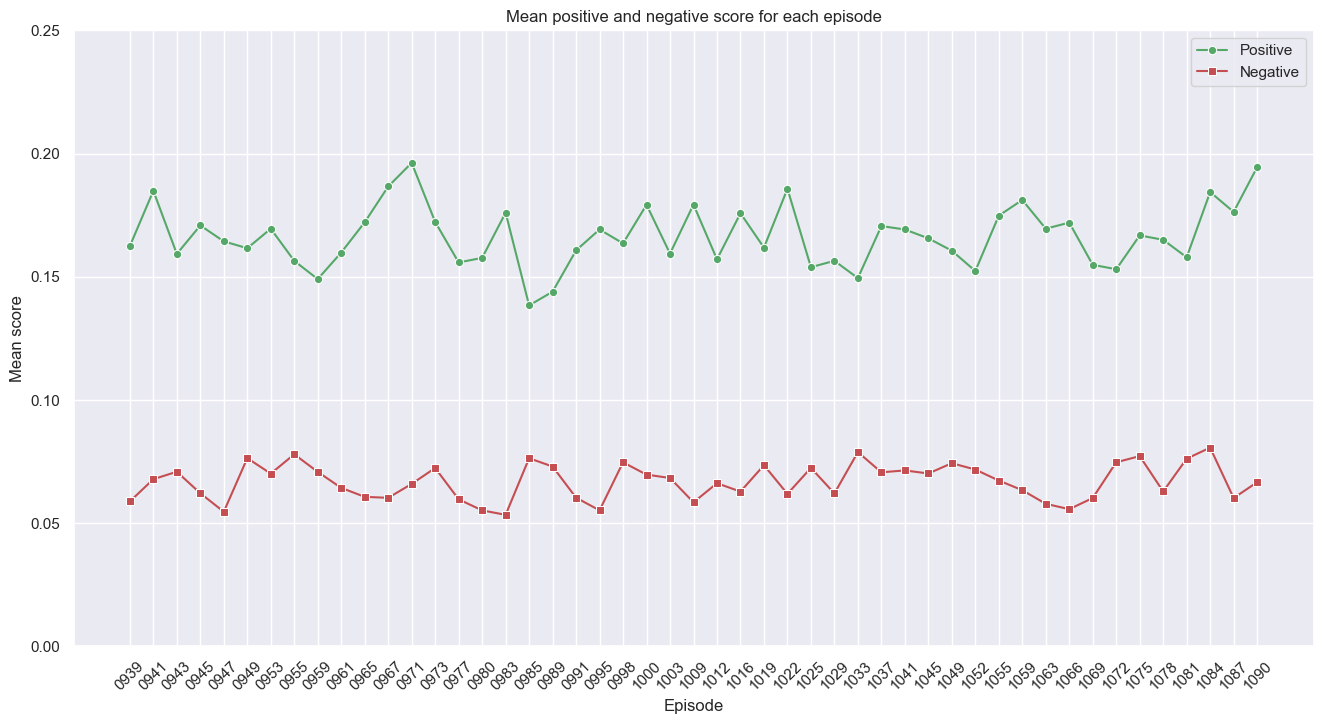 Mean positive and negative score for each episode
Positive
Negative
Mean score
0.25
0.20
0.15
0.10
0.05
0.00
0939 0941 0943 0945 0947 0949 0953 0955 0959 0961 0965 0967 0971 0973 0977 0980 0983 0985 0989 0991 0995 0998 1000 1003 1009 1012 1016 1019 1022 1025 1029 1033 1037 1041 1045 1049 1052 1055 1059 1063 1066 1069 1072 1075 1078 1081 1084 1087 1090
Episode